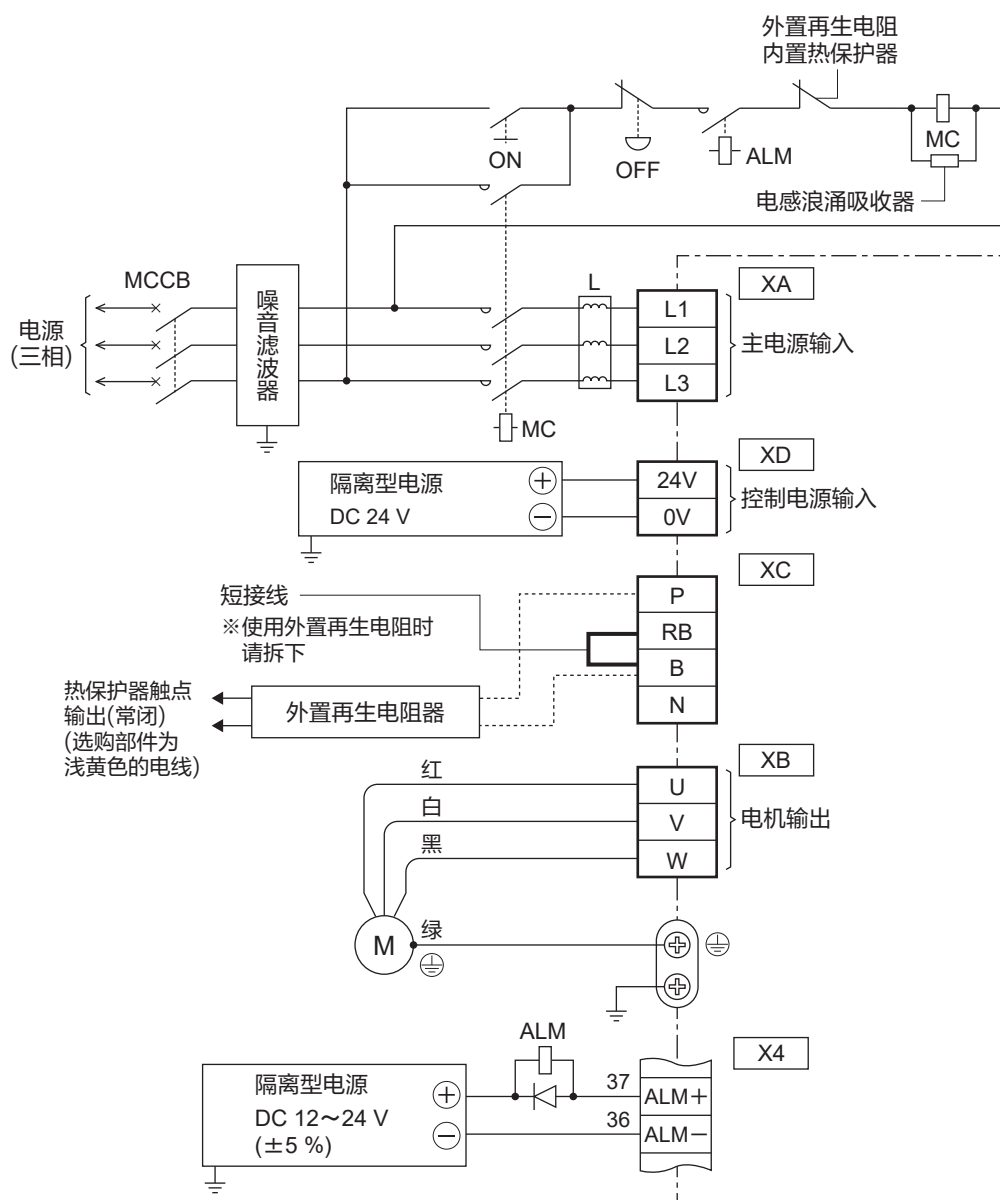 外置再生电阻
内置热保护器
ON
OFF
ALM
MC
电感浪涌吸收器
MCCB
噪音滤波器
L
XA
电源
(三相)
L1
L2
L3
主电源输入
MC
隔离型电源
DC 24 V
24V
0V
XD
控制电源输入
XC
短接线
※使用外置再生电阻时
请拆下
P
RB
B
N
热保护器触点
输出(常闭)
(选购部件为
浅黄色的电线)
外置再生电阻器
XB
红
白
黑
U
V
W
电机输出
M
绿
ALM
X4
隔离型电源
DC 12～24 V
(±5 %)
37
36
ALM+
ALM−